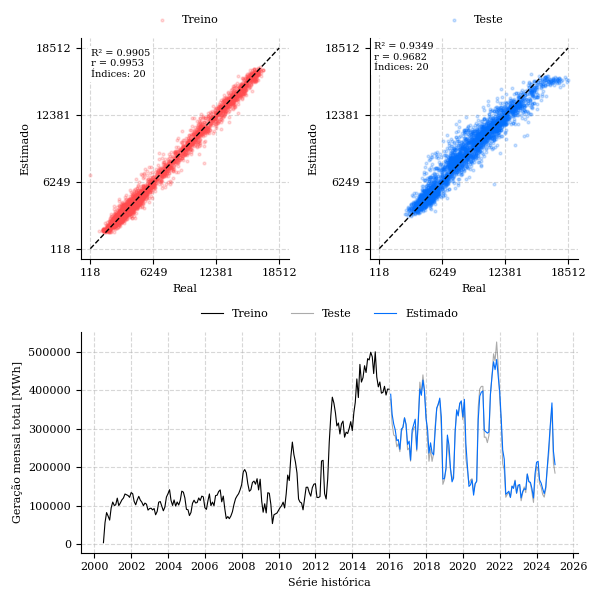 Treino
Teste
R² = 0.9905
r = 0.9953
Índices: 20
R² = 0.9349
r = 0.9682
Índices: 20
18512
12381
6249
118
Estimado
118 6249 12381 18512
Real
18512
12381
6249
118
Estimado
118 6249 12381 18512
Real
Treino Teste Estimado
500000
400000
300000
200000
100000
0
Geração mensal total [MWh]
2000 2002 2004 2006 2008 2010 2012 2014 2016 2018 2020 2022 2024 2026
Série histórica